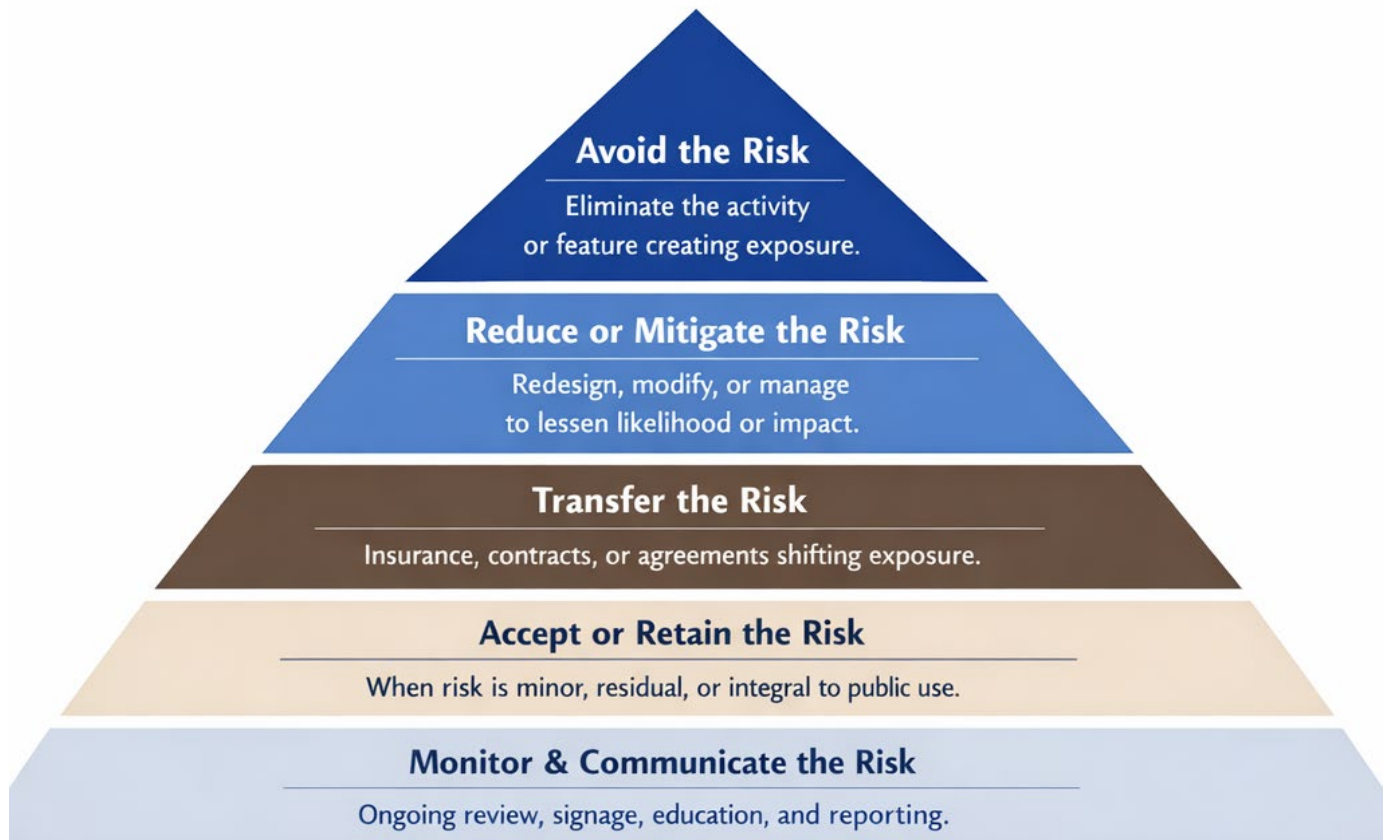 Avoid the Risk
Eliminate the activity
or feature creating exposure.
Reduce or Mitigate the Risk
Redesign, modify, or manage
to lessen likelihood or impact.
Transfer the Risk
Insurance, contracts, or agreements shifting exposure.
Accept or Retain the Risk
When risk is minor, residual, or integral to public use.
Monitor & Communicate the Risk
Ongoing review, signage, education, and reporting.